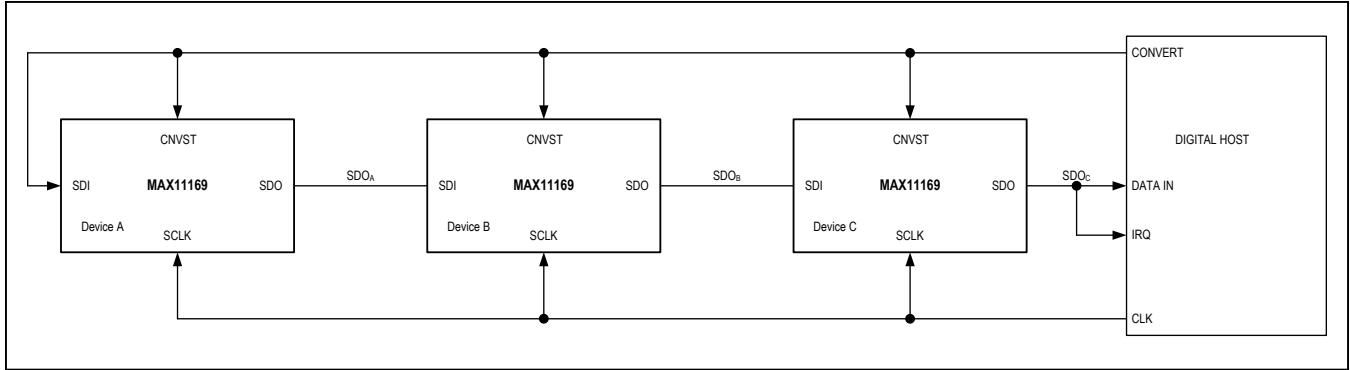 CONVERT
CNVST
CNVST
CNVST
DIGITAL HOST
SDI MAX11169 SDO
SDOA
SDI MAX11169 SDO
SDOB
SDI MAX11169 SDO
SDOC
DATA IN
Device A
SCLK
Device B
SCLK
Device C
SCLK
IRQ
CLK